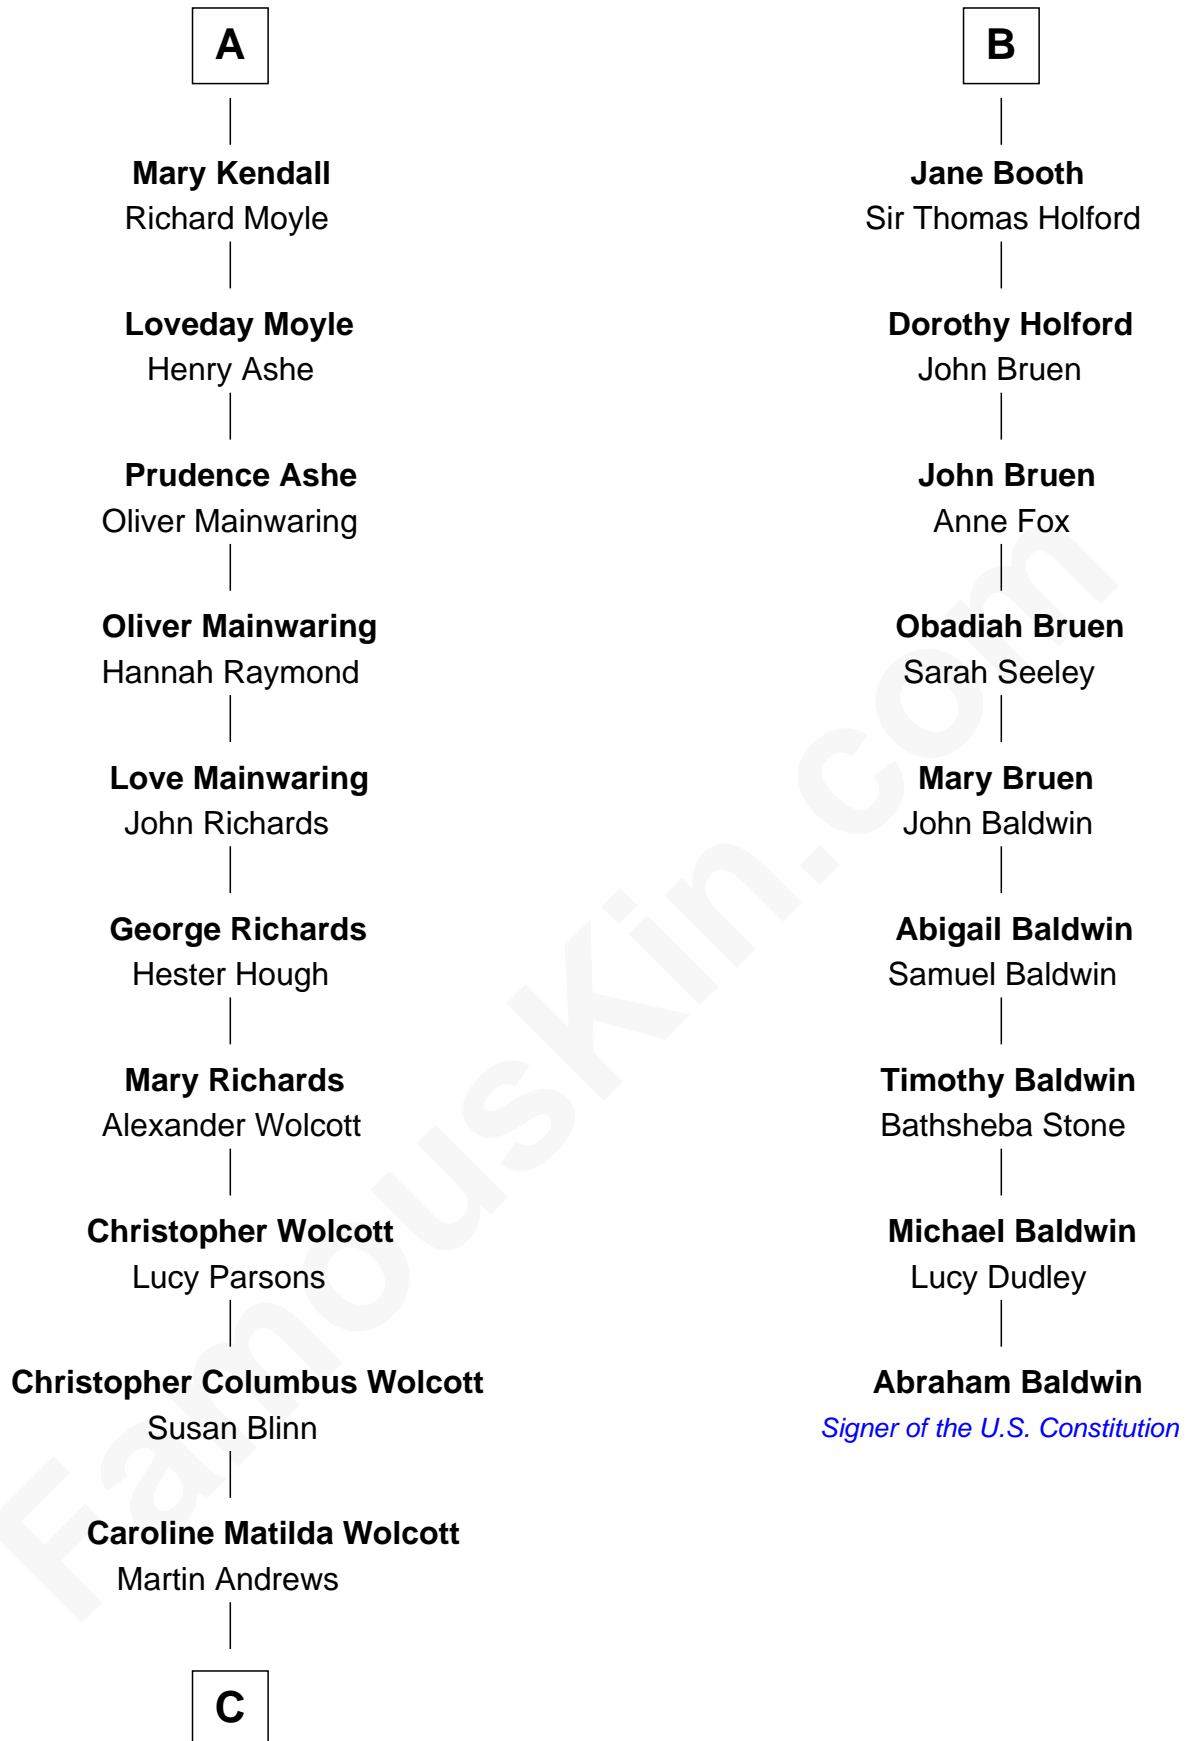 A
Mary Kendall
Richard Moyle
Loveday Moyle
Henry Ashe
Prudence Ashe
Oliver Mainwaring
Oliver Mainwaring
Hannah Raymond
Love Mainwaring
John Richards
George Richards
Hester Hough
Mary Richards
Alexander Wolcott
Christopher Wolcott
Lucy Parsons
Christopher Columbus Wolcott
Susan Blinn
Caroline Matilda Wolcott
Martin Andrews
C
B
Jane Booth
Sir Thomas Holford
Dorothy Holford
John Bruen
John Bruen
Anne Fox
Obadiah Bruen
Sarah Seeley
Mary Bruen
John Baldwin
Abigail Baldwin
Samuel Baldwin
Timothy Baldwin
Bathsheba Stone
Michael Baldwin
Lucy Dudley
Abraham Baldwin
Signer of the U.S. Constitution
FamousKin.com